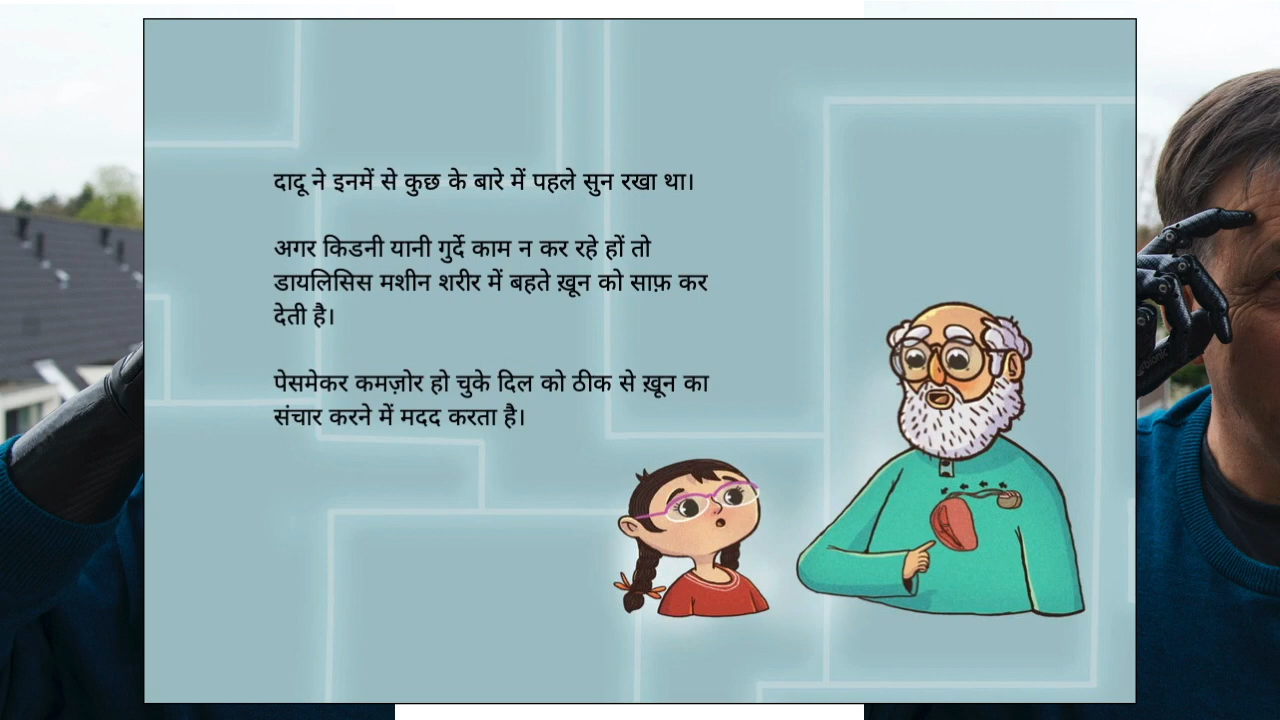 दादू ने इनमें से कुछ के बारे में पहले सुन रखा था।
अगर किडनी यानी गुर्दे काम न कर रहे हों तो
डायलिसिस मशीन शरीर में बहते ख़ून को साफ़ कर
देती है।
पेसमेकर कमज़ोर हो चुके दिल को ठीक से ख़ून का
संचार करने में मदद करता है।